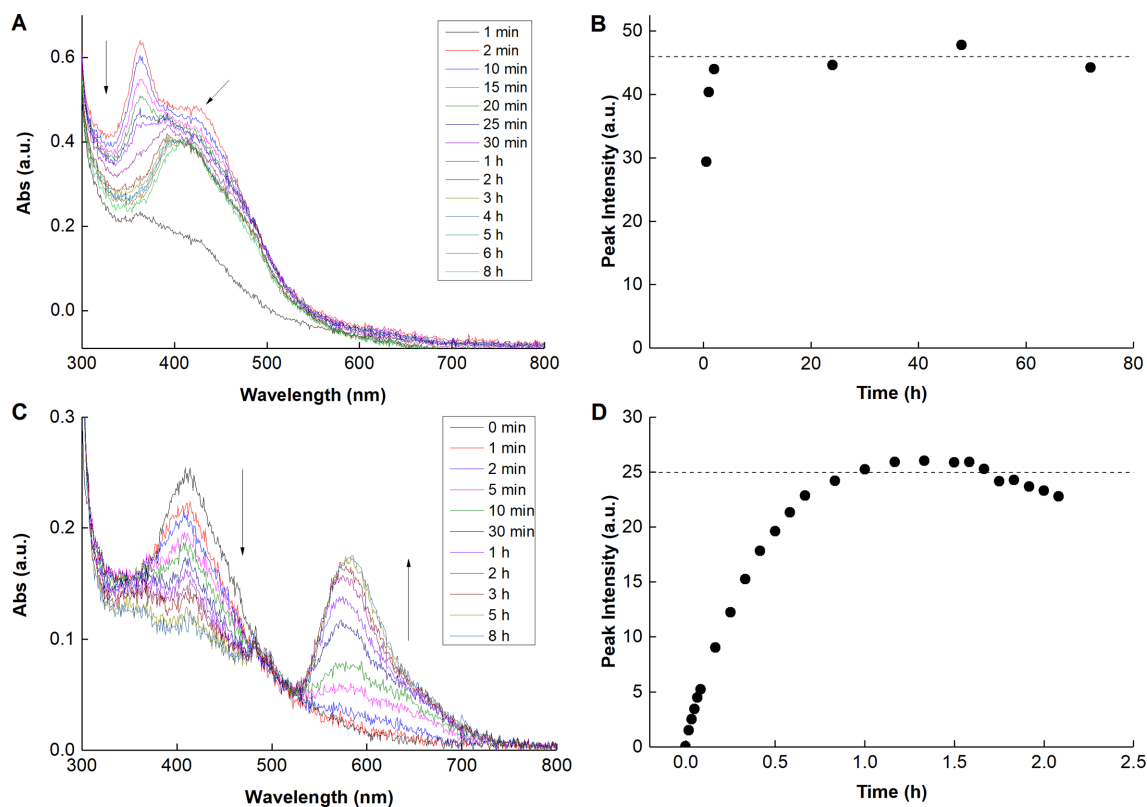 A
Abs (a.u.)
0.6
0.4
0.2
0.0
300 400 500 600 700 800
Wavelength (nm)
1 min
2 min
10 min
15 min
20 min
25 min
30 min
1 h
2 h
3 h
4 h
5 h
6 h
8 h
B
Peak Intensity (a.u.)
50
40
30
20
10
0
0 20 40 60 80
Time (h)
C
Abs (a.u.)
0.3
0.2
0.1
0.0
300 400 500 600 700 800
Wavelength (nm)
0 min
1 min
2 min
5 min
10 min
30 min
1 h
2 h
3 h
5 h
8 h
D
Peak Intensity (a.u.)
30
25
20
15
10
5
0
0.0 0.5 1.0 1.5 2.0 2.5
Time (h)